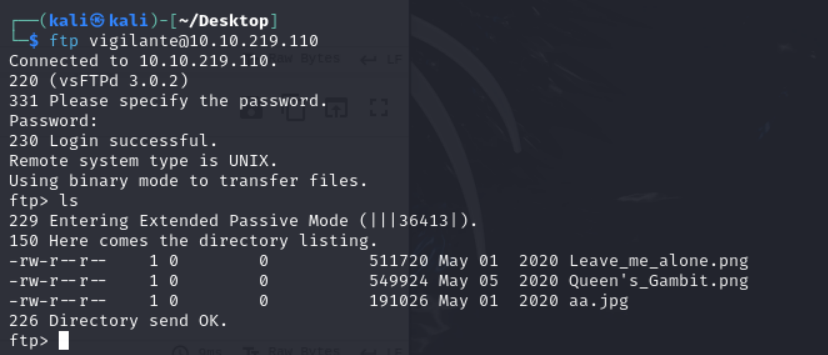 ┌──(kali㉿kali)-[~/Desktop]
└─$ ftp vigilante@10.10.219.110
Connected to 10.10.219.110.
220 (vsFTPd 3.0.2)
331 Please specify the password.
Password:
230 Login successful.
Remote system type is UNIX.
Using binary mode to transfer files.
ftp> ls
229 Entering Extended Passive Mode (|||36413|).
150 Here comes the directory listing.
-rw-r--r--    1 0        0          511720 May 01  2020 Leave_me_alone.png
-rw-r--r--    1 0        0          549924 May 05  2020 Queen's_Gambit.png
-rw-r--r--    1 0        0          191026 May 01  2020 aa.jpg
226 Directory send OK.
ftp>